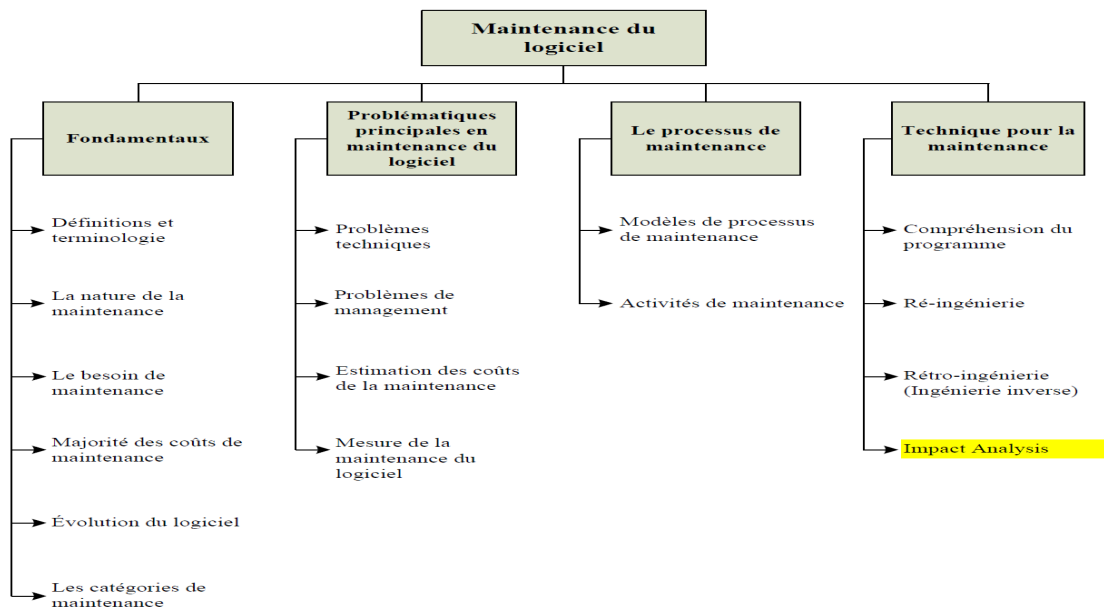 Maintenance du
logiciel
Fondamentaux
Définitions et
terminologie
La nature de la
maintenance
Le besoin de
maintenance
Majorité des coûts de
maintenance
Évolution du logiciel
Les catégories de
maintenance
Problématiques
principales en
maintenance du
logiciel
Problèmes
techniques
Problèmes de
management
Estimation des coûts
de la maintenance
Mesure de la
maintenance du
logiciel
Le processus de
maintenance
Modèles de processus
de maintenance
Activités de maintenance
Technique pour la
maintenance
Compréhension du
programme
Ré-ingénierie
Rétro-ingénierie
(Ingénierie inverse)
Impact Analysis